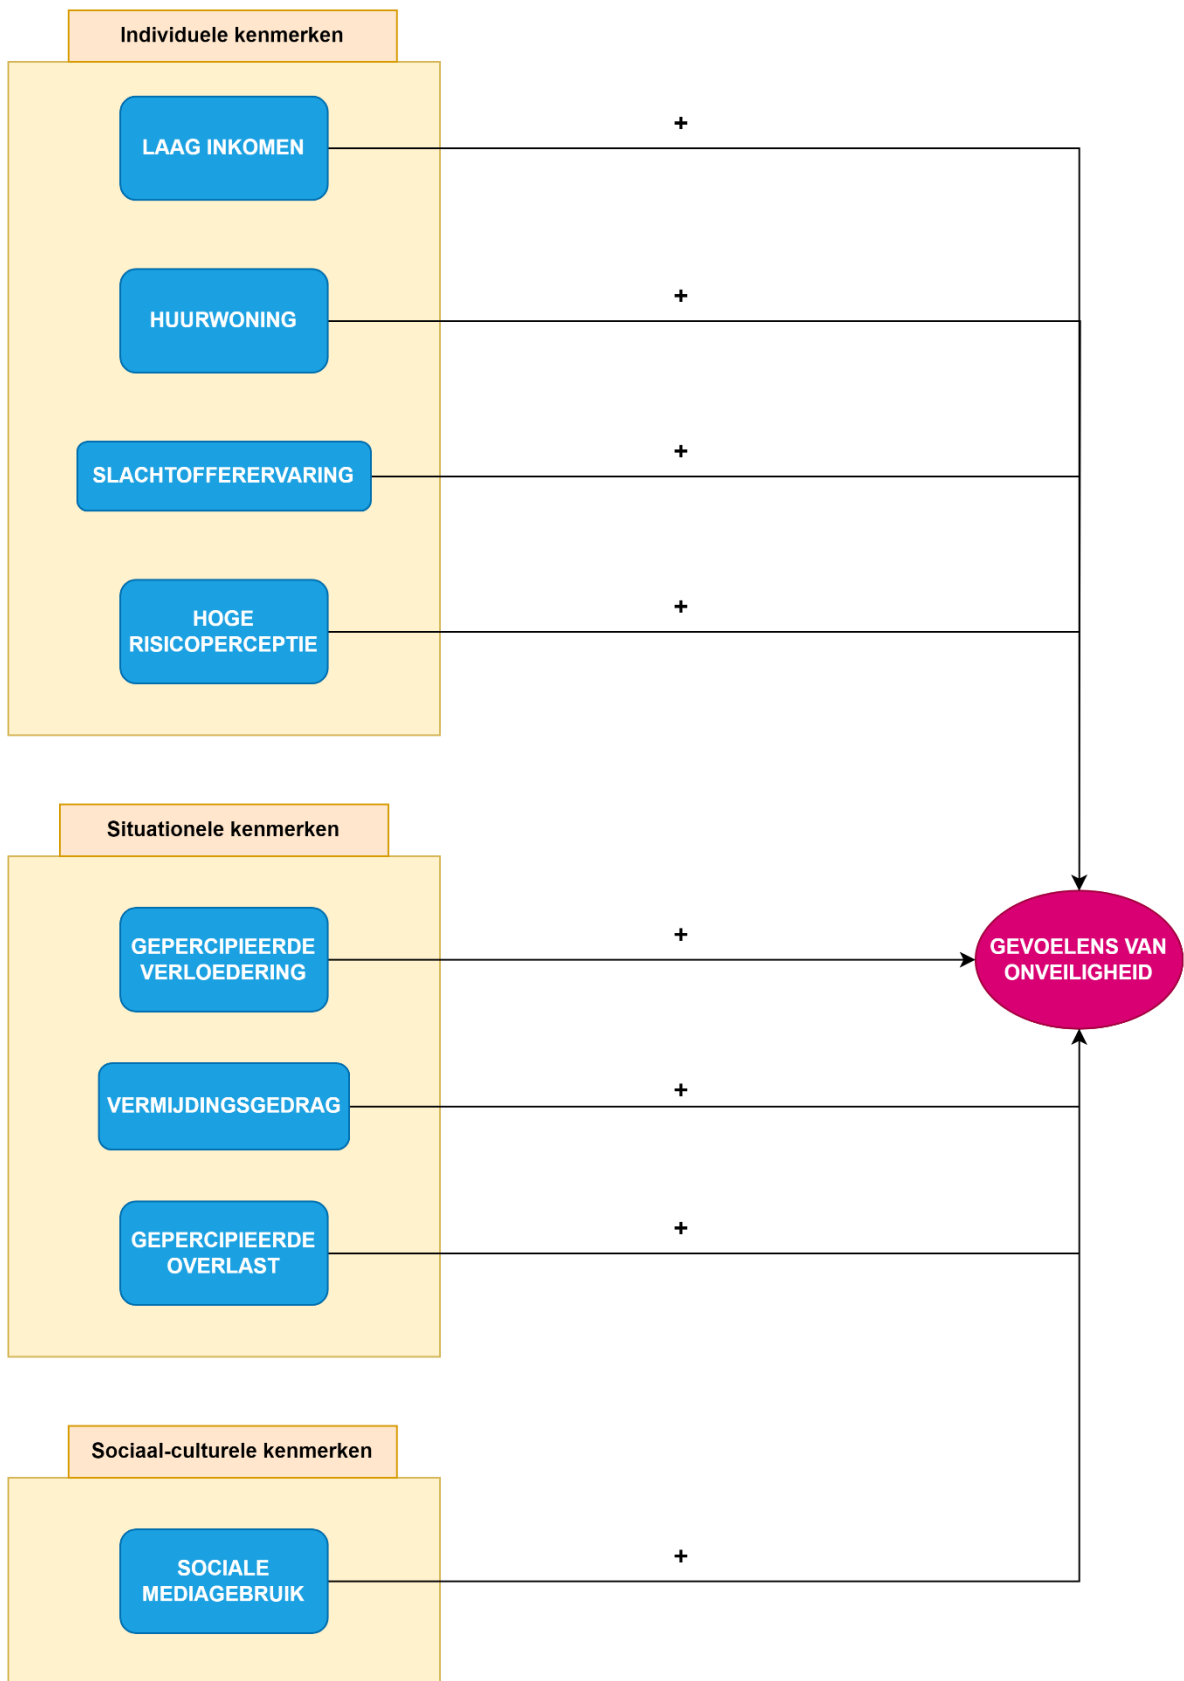 Individuele kenmerken
LAAG INKOMEN
+
HUURWONING
+
SLACHTOFFERERVARING
+
HOGE
RISICOPERCEPTIE
+
Situationele kenmerken
GEPERCIPIEERDE
VERLOEDERING
+
GEVOELENS VAN
ONVEILIGHEID
VERMIJDINGSGEDRAG
+
GEPERCIPIEERDE
OVERLAST
+
Sociaal-culturele kenmerken
SOCIALE
MEDIAGEBRUIK
+